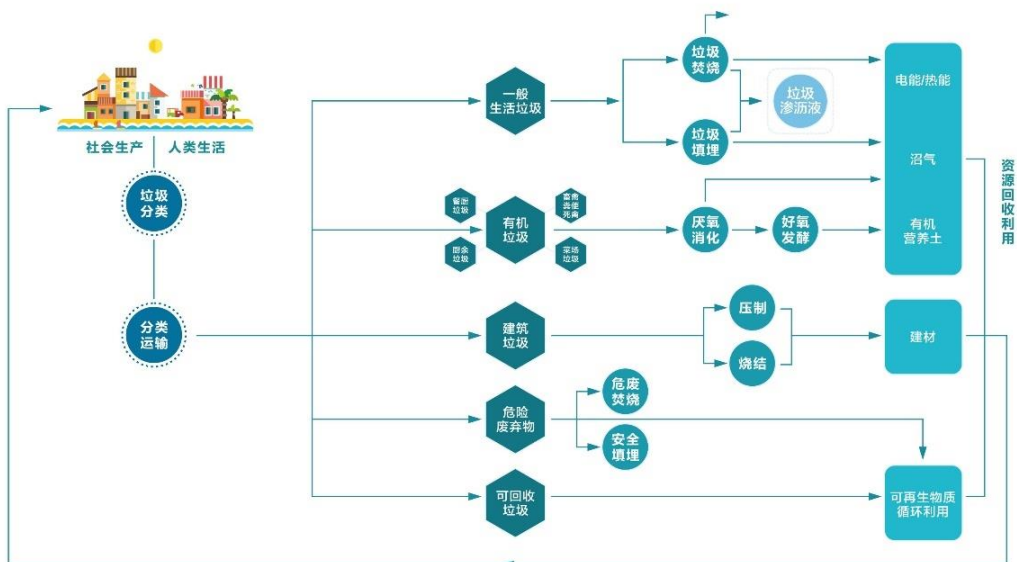 社会生产
人类生活
垃圾
分类
分类
运输
一般
生活垃圾
垃圾
焚烧
垃圾
填埋
垃圾
渗沥液
餐厨
垃圾
畜禽
粪便
死禽
厨余
垃圾
菜场
垃圾
有机
垃圾
厌氧
消化
好氧
发酵
建筑
垃圾
压制
烧结
危险
废弃物
危废
焚烧
安全
填埋
可回收
垃圾
电能/热能
沼气
有机
营养土
建材
可再生物质
循环利用
资源回收利用